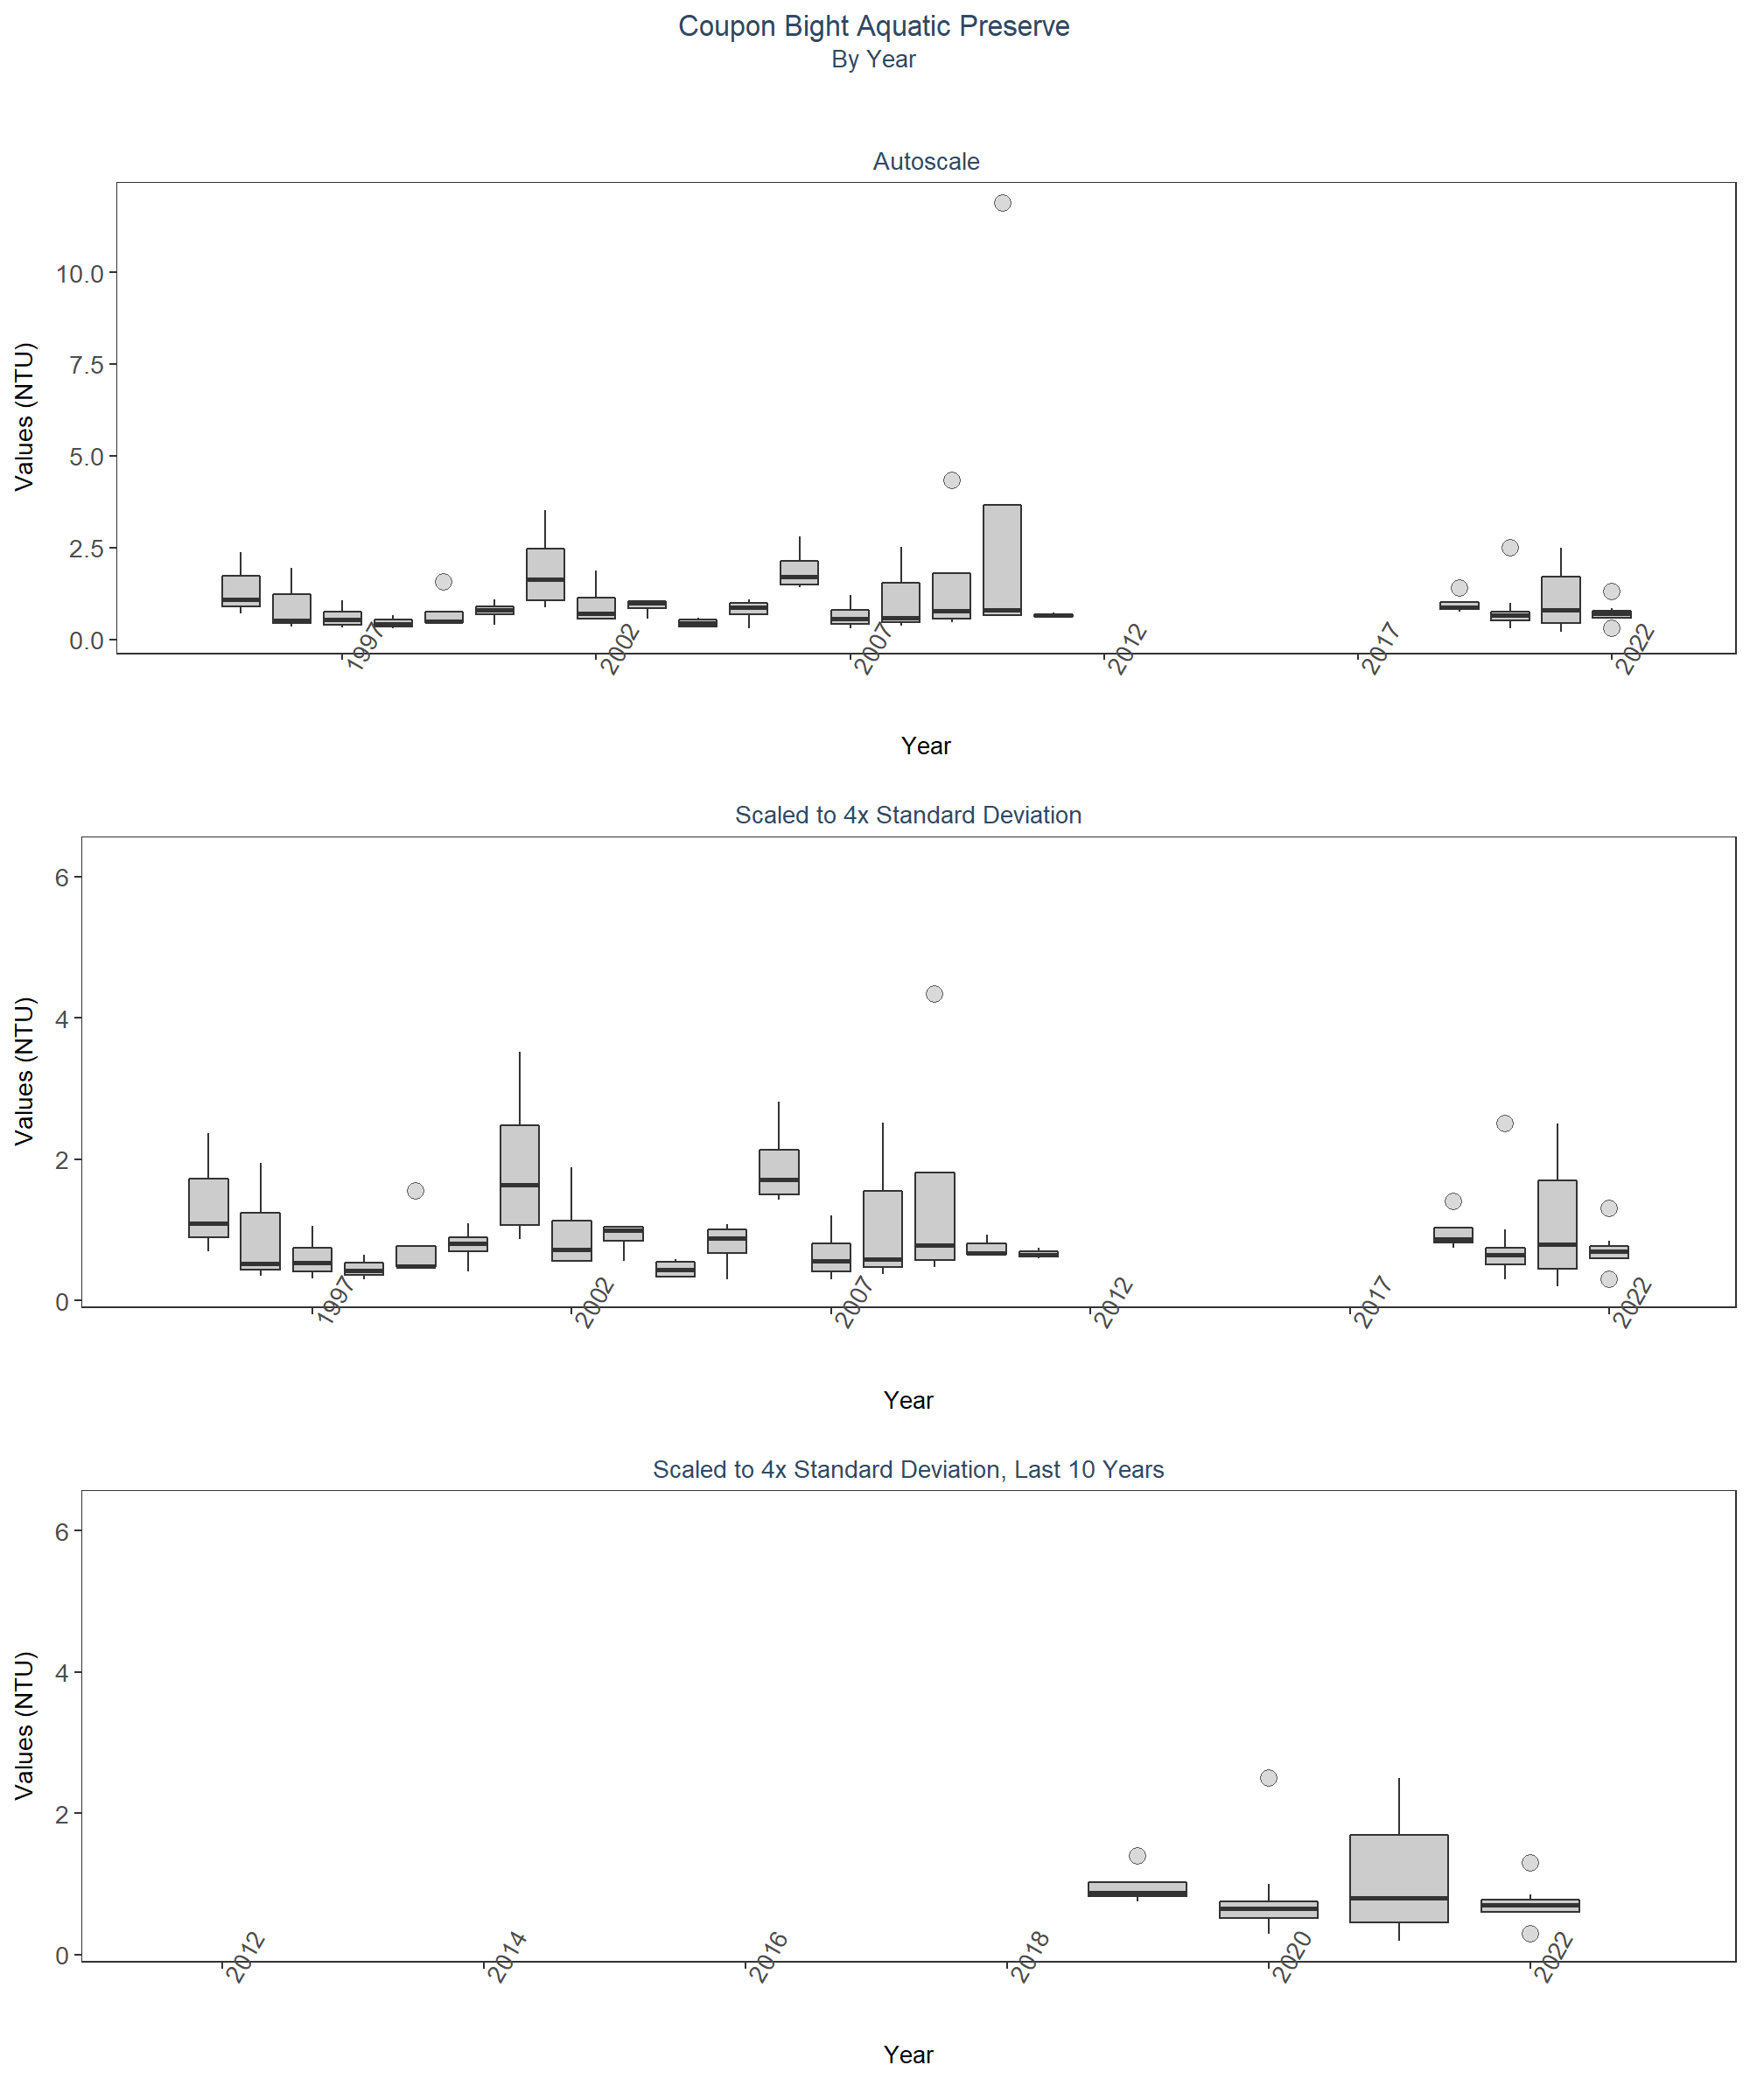 Coupon Bight Aquatic Preserve
By Year
Autoscale
Values (NTU)
10.0
7.5
5.0
2.5
0.0
1997
2002
2007
2012
2017
2022
Year
Scaled to 4x Standard Deviation
Values (NTU)
6
4
2
0
1997
2002
2007
2012
2017
2022
Year
Scaled to 4x Standard Deviation, Last 10 Years
Values (NTU)
6
4
2
0
2012
2014
2016
2018
2020
2022
Year